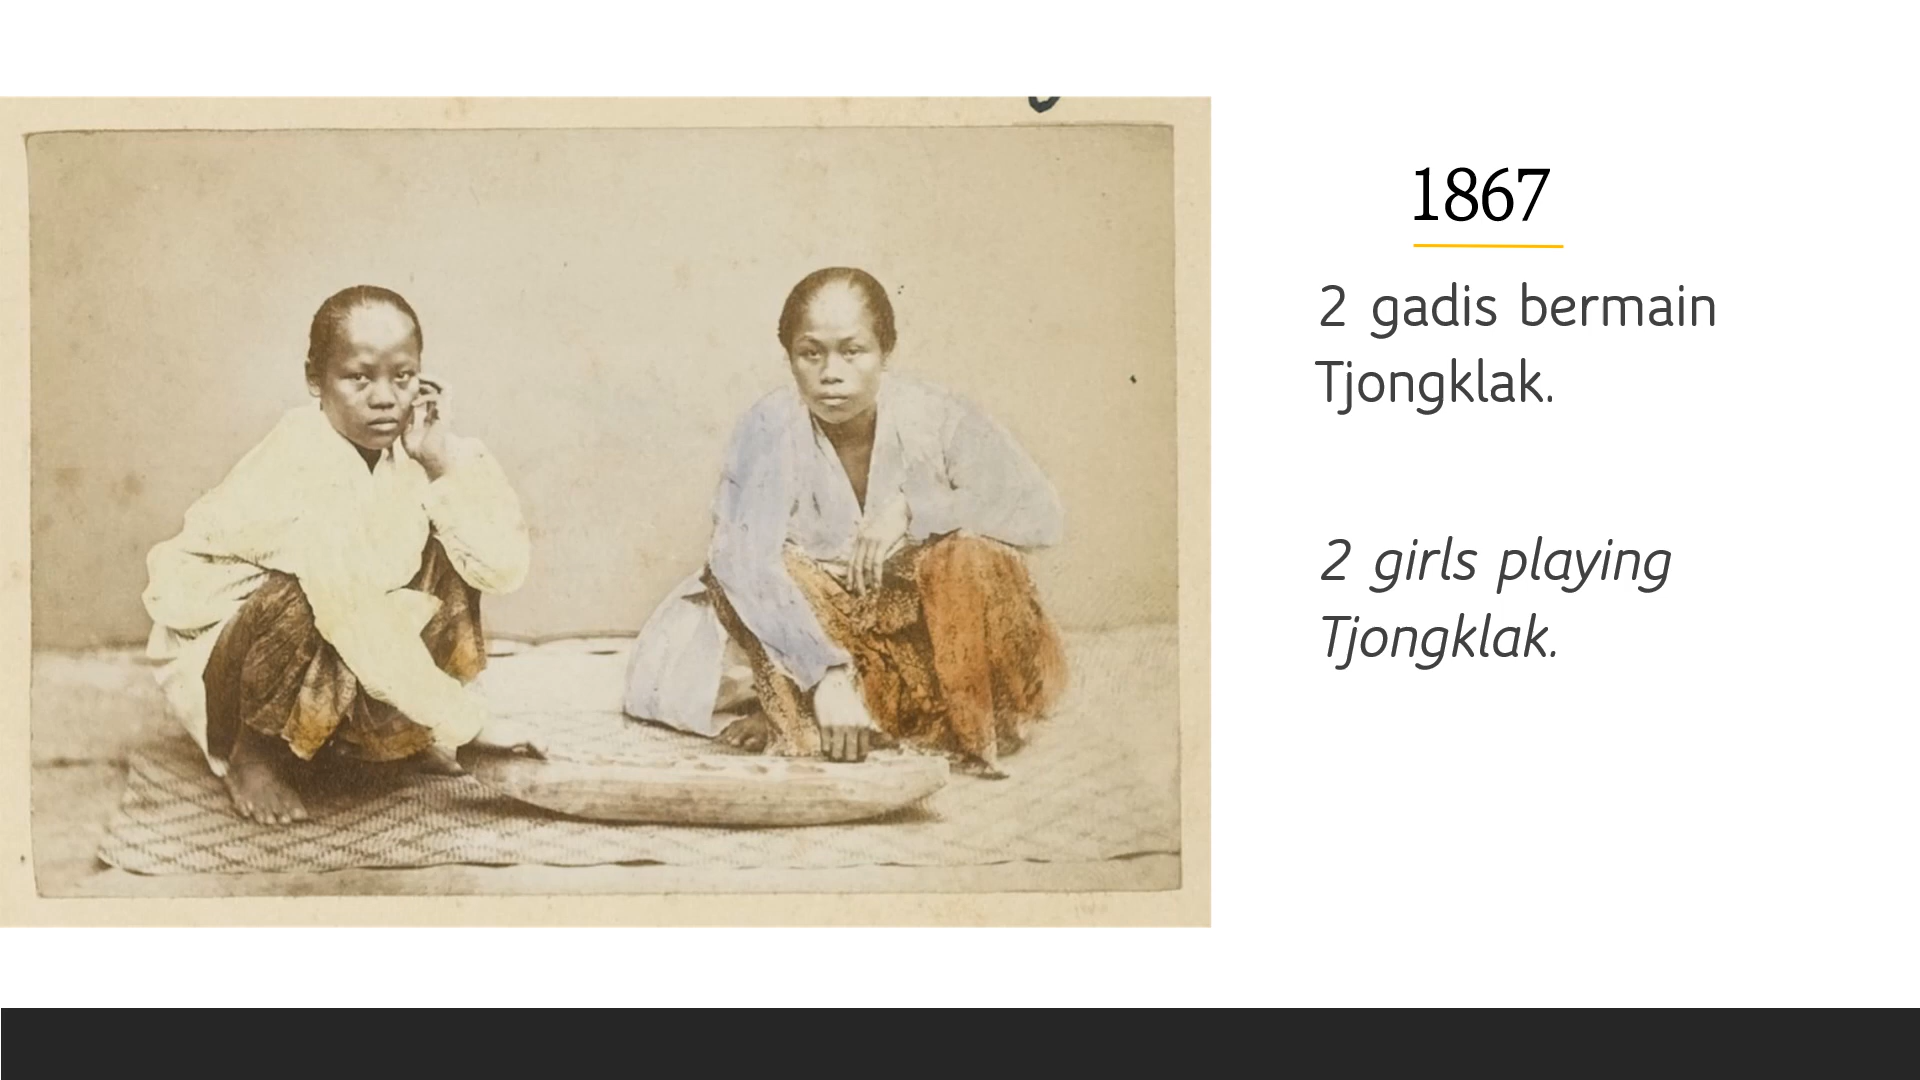 1867
2 gadis bermain
Tjongklak.
2 girls playing
Tjongklak.